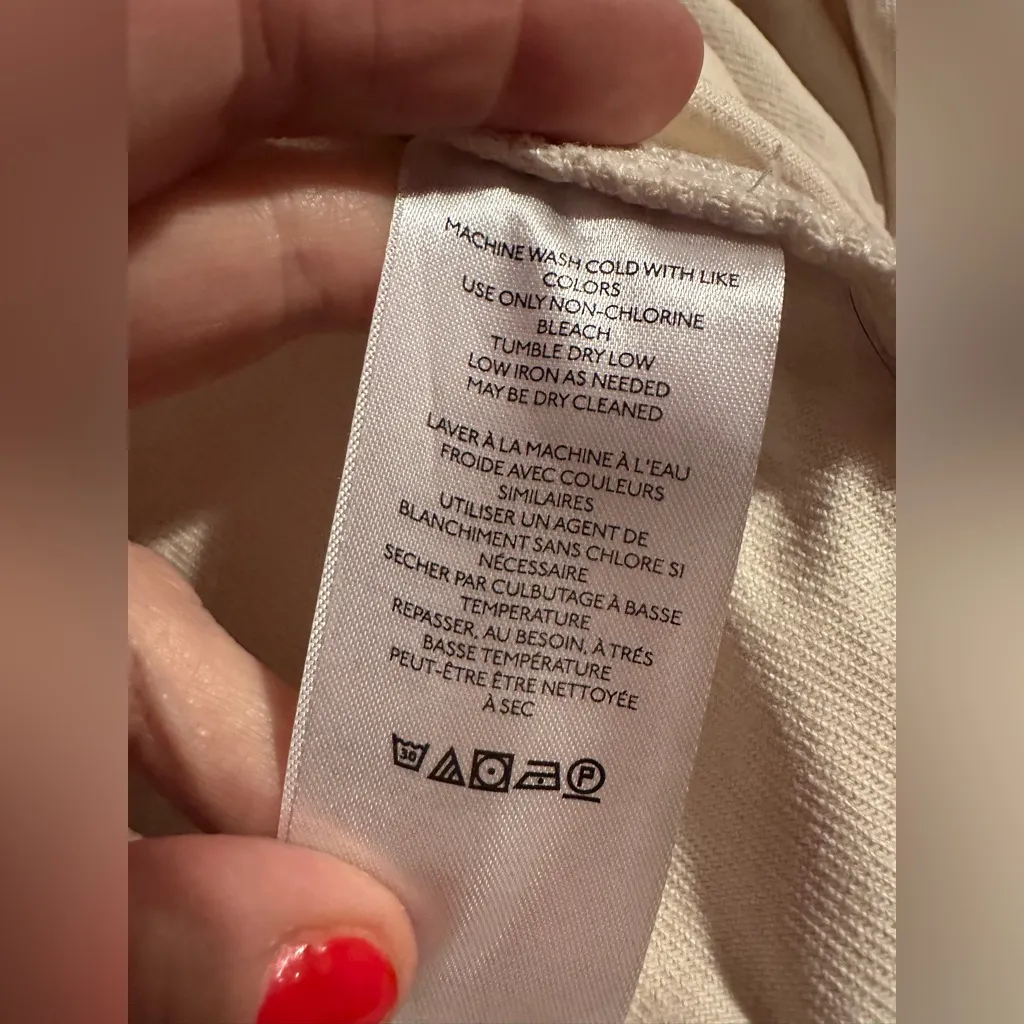 MACHINE WASH COLD WITH LIKE
COLORS
USE ONLY NON-CHLORINE
BLEACH
TUMBLE DRY LOW
LOW IRON AS NEEDED
MAY BE DRY CLEANED
LAVER À LA MACHINE À L'EAU
FROIDE AVEC COULEURS
SIMILAIRES
UTILISER UN AGENT DE
BLANCHIMENT SANS CHLORE SI
NÉCESSAIRE
SECHER PAR CULBUTAGE À BASSE
TEMPERATURE
REPASSER, AU BESOIN, À TRÉS
BASSE TEMPÉRATURE
PEUT-ÊTRE ÊTRE NETTOYÉE
À SEC
30 P